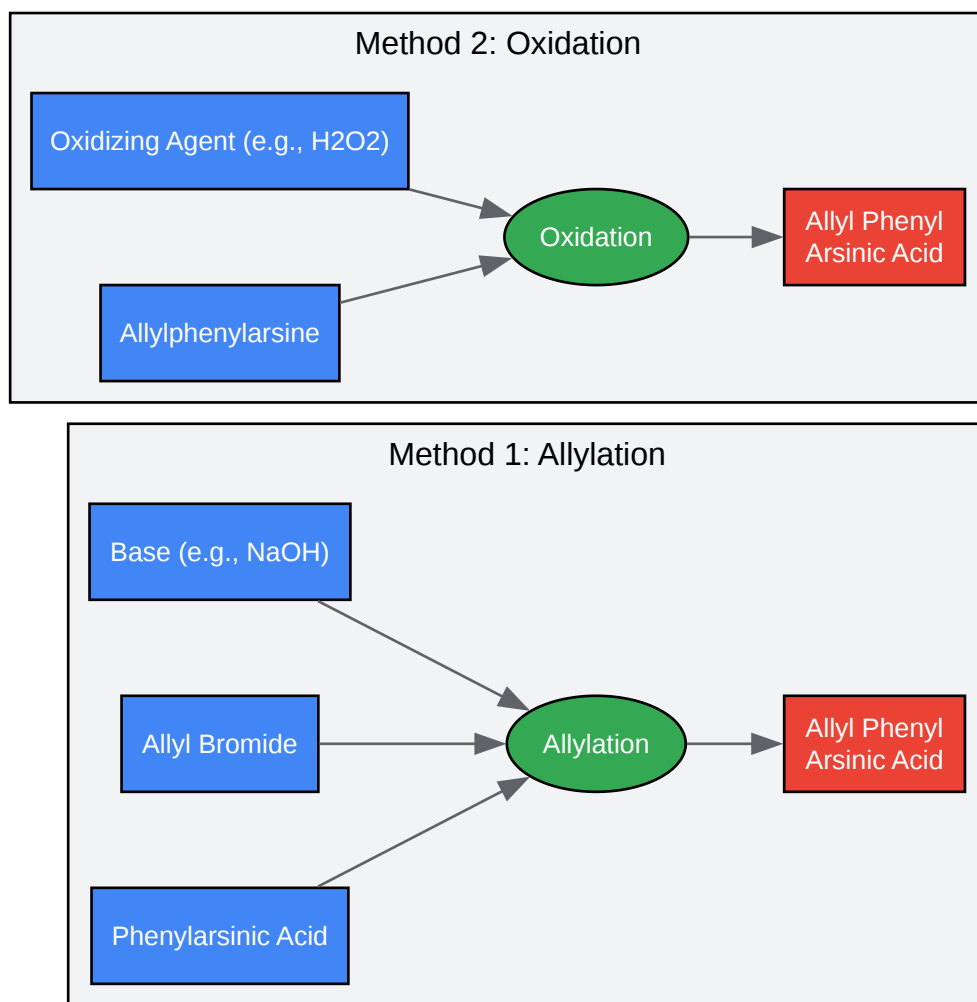 Method 2: Oxidation
Oxidizing Agent (e.g., H2O2)
Allylphenylarsine
Oxidation
Allyl Phenyl
Arsinic Acid
Method 1: Allylation
Base (e.g., NaOH)
Allyl Bromide
Phenylarsinic Acid
Allylation
Allyl Phenyl
Arsinic Acid